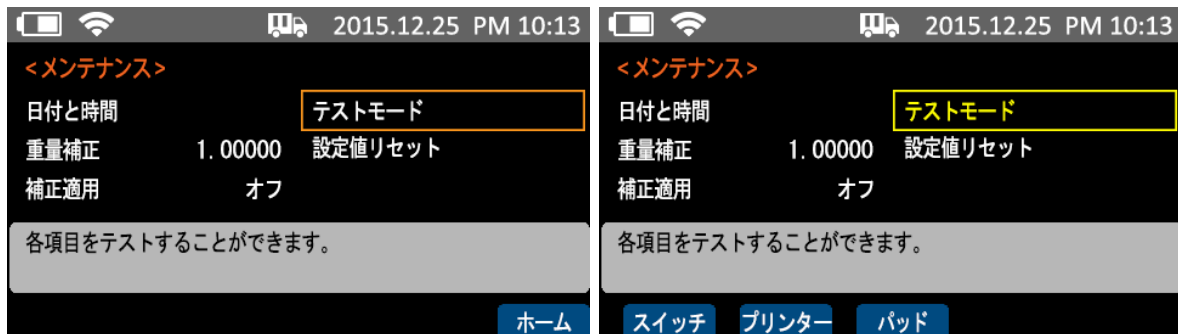 2015.12.25 PM 10:13
<メンテナンス>
日付と時間 テストモード
重量補正 1.00000 設定値リセット
補正適用 オフ
各項目をテストすることができます。
ホーム
2015.12.25 PM 10:13
<メンテナンス>
日付と時間 テストモード
重量補正 1.00000 設定値リセット
補正適用 オフ
各項目をテストすることができます。
スイッチ プリンター パッド